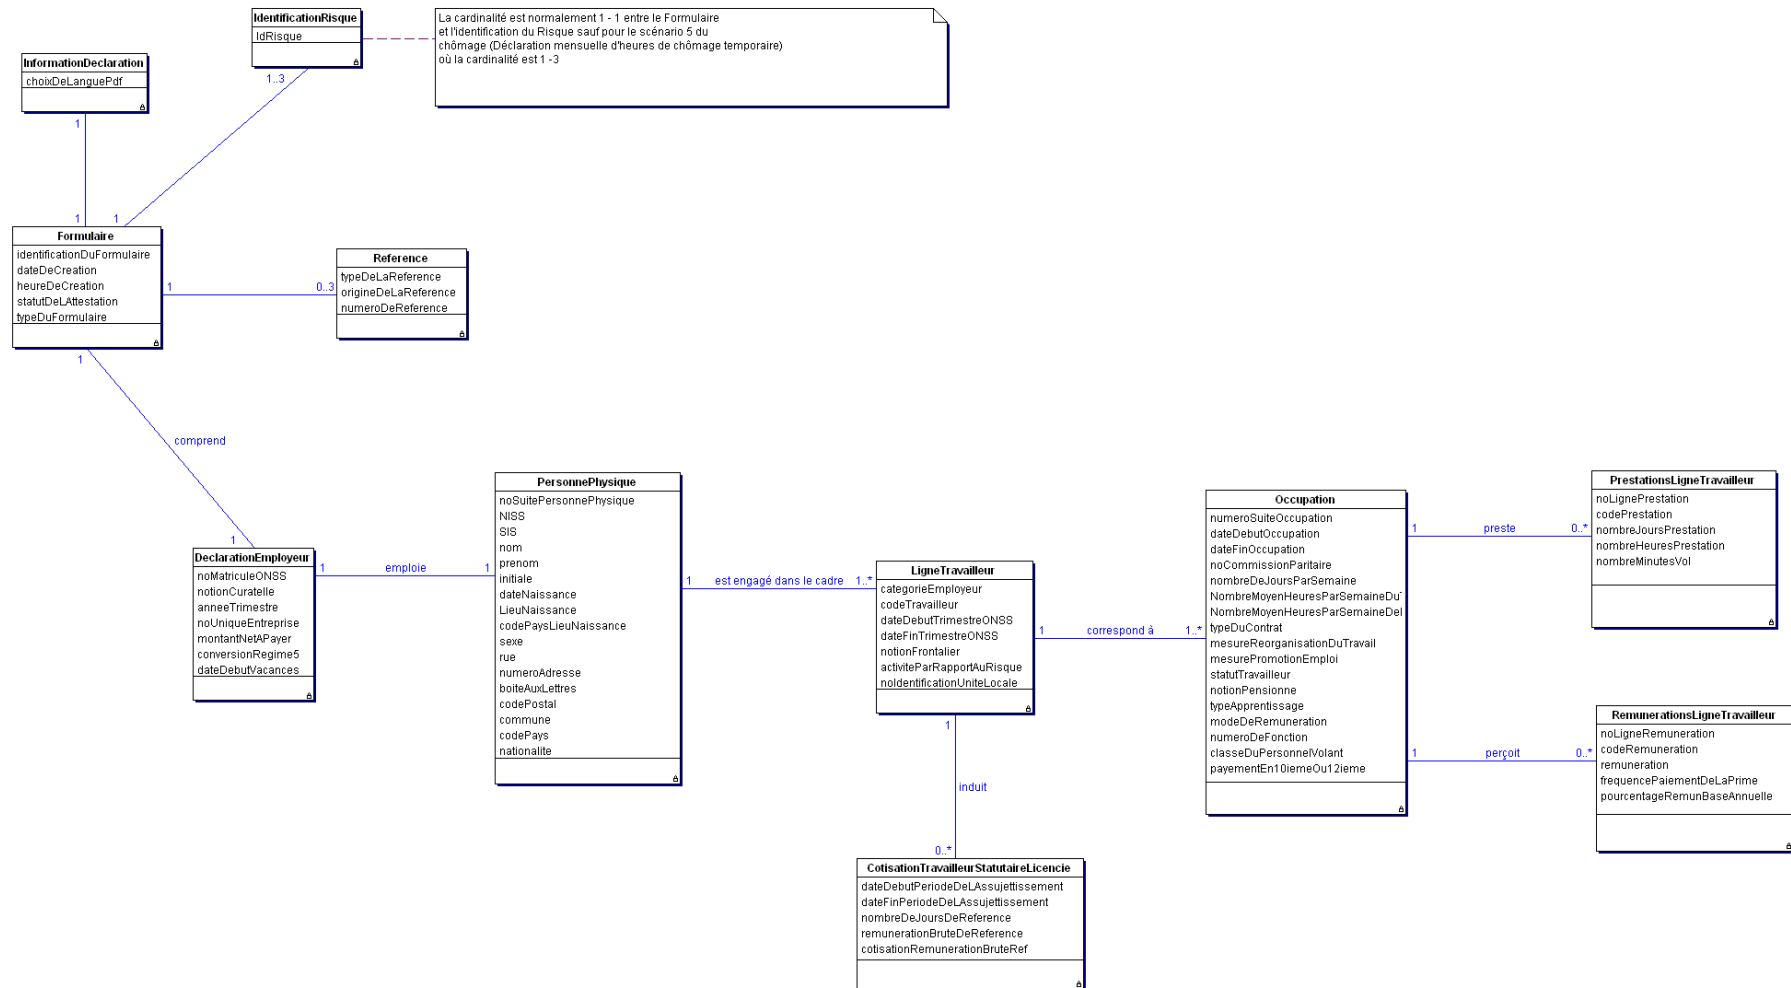 IdentificationRisque
IdRisque
La cardinalité est normalement 1 - 1 entre le Formulaire
et l'identification du Risque sauf pour le scénario 5 du
chômage (Déclaration mensuelle d'heures de chômage temporaire)
où la cardinalité est 1 -3
InformationDeclaration
choixDeLanguePdf
1..3
1
1
1
Formulaire
identificationDuFormulaire
dateDeCreation
heureDeCreation
statutDeLAttestation
typeDuFormulaire
1
0..3
Reference
typeDeLaReference
origineDeLaReference
numeroDeReference
1
comprend
1
DeclarationEmployeur
noMatriculeONSS
notionCuratelle
anneeTrimestre
noUniqueEntreprise
montantNetAPayer
conversionRegime5
dateDebutVacances
1
emploie
1
PersonnePhysique
noSuitePersonnePhysique
NISS
SIS
nom
prenom
initiale
dateNaissance
LieuNaissance
codePaysLieuNaissance
sexe
rue
numeroAdresse
boiteAuxLettres
codePostal
commune
codePays
nationalite
1
est engagé dans le cadre
1..*
LigneTravailleur
categorieEmployeur
codeTravailleur
dateDebutTrimestreONSS
dateFinTrimestreONSS
notionFrontalier
activiteParRapportAuRisque
noIdentificationUniteLocale
1
correspond à
1..*
1
induit
0..*
CotisationTravailleurStatutaireLicencie
dateDebutPeriodeDeLAssujettissement
dateFinPeriodeDeLAssujettissement
nombreDeJoursDeReference
remunerationBruteDeReference
cotisationRemunerationBruteRef
Occupation
numeroSuiteOccupation
dateDebutOccupation
dateFinOccupation
noCommissionParitaire
nombreDeJoursParSemaine
NombreMoyenHeuresParSemaineDu
NombreMoyenHeuresParSemaineDel
typeDuContrat
mesureReorganisationDuTravail
mesurePromotionEmploi
statutTravailleur
notionPensionne
typeApprentissage
modeDeRemuneration
numeroDeFonction
classeDuPersonnelVolant
payementEn10iemeOu12ieme
1
preste
0..*
PrestationsLigneTravailleur
noLignePrestation
codePrestation
nombreJoursPrestation
nombreHeuresPrestation
nombreMinutesVol
1
perçoit
0..*
RemunerationsLigneTravailleur
noLigneRemuneration
codeRemuneration
remuneration
frequencePaiementDeLaPrime
pourcentageRemunBaseAnnuelle